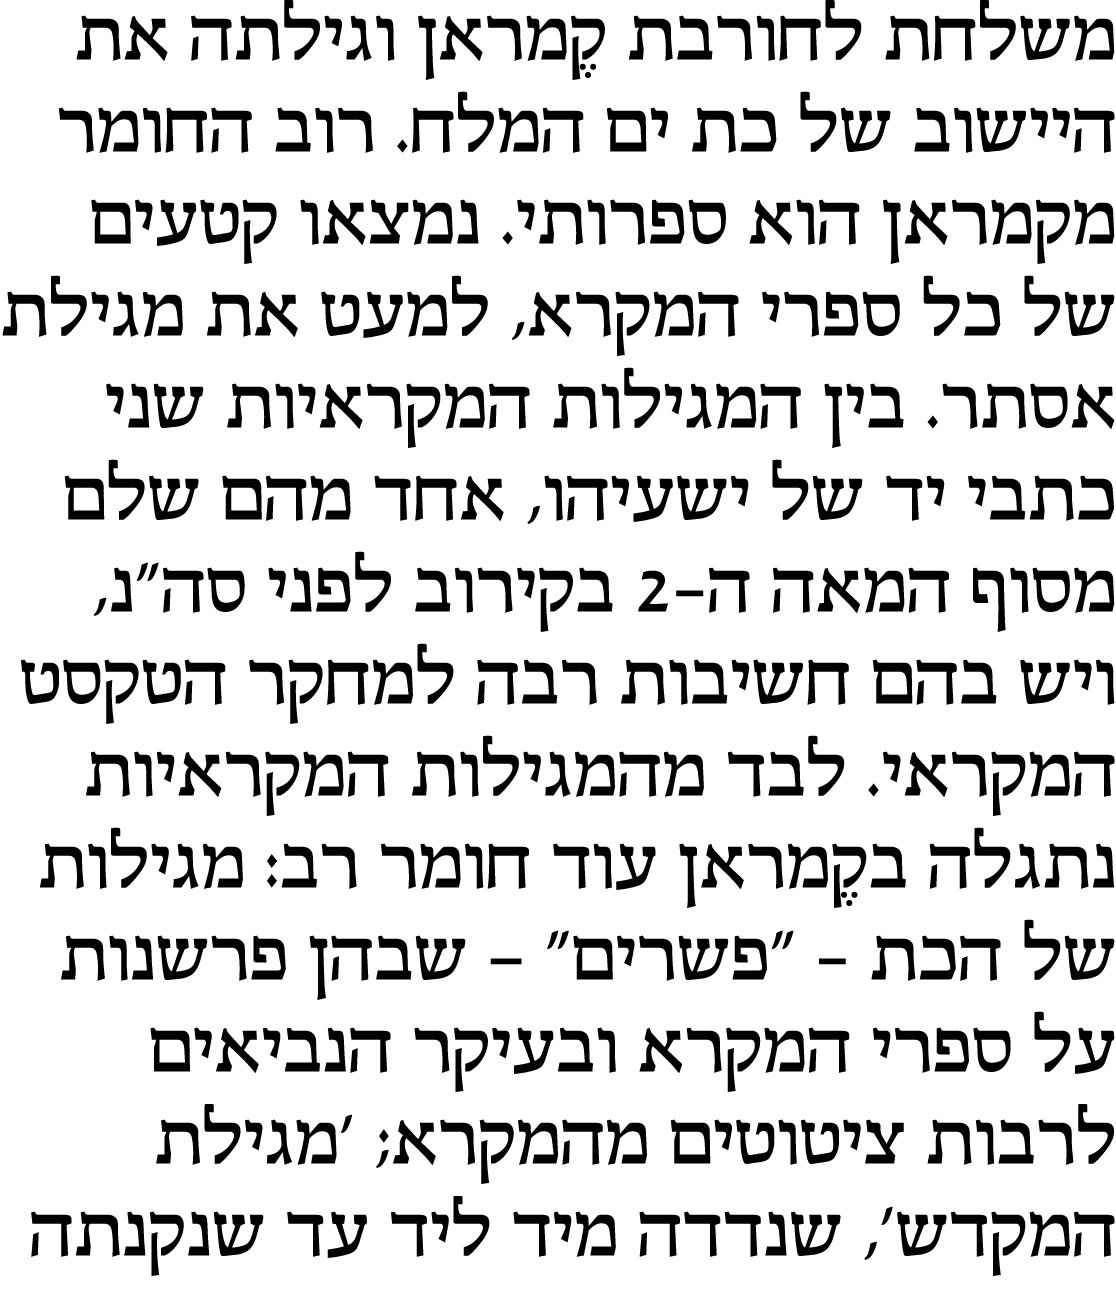 משלחת לחורבת קֶמראן וגילתה את
היישוב של כת ים המלח. רוב החומר
מקמראן הוא ספרותי. נמצאו קטעים
של כל ספרי המקרא, למעט את מגילת
אסתר. בין המגילות המקראיות שני
כתבי יד של ישעיהו, אחד מהם שלם
מסוף המאה ה–2 בקירוב לפני סה״נ,
ויש בהם חשיבות רבה למחקר הטקסט
המקראי. לבד מהמגילות המקראיות
נתגלה בקֶמראן עוד חומר רב: מגילות
של הכת – ״פשרים״ – שבהן פרשנות
על ספרי המקרא ובעיקר הנביאים
לרבות ציטוטים מהמקרא; ׳מגילת
המקדש׳, שנדדה מיד ליד עד שנקנתה